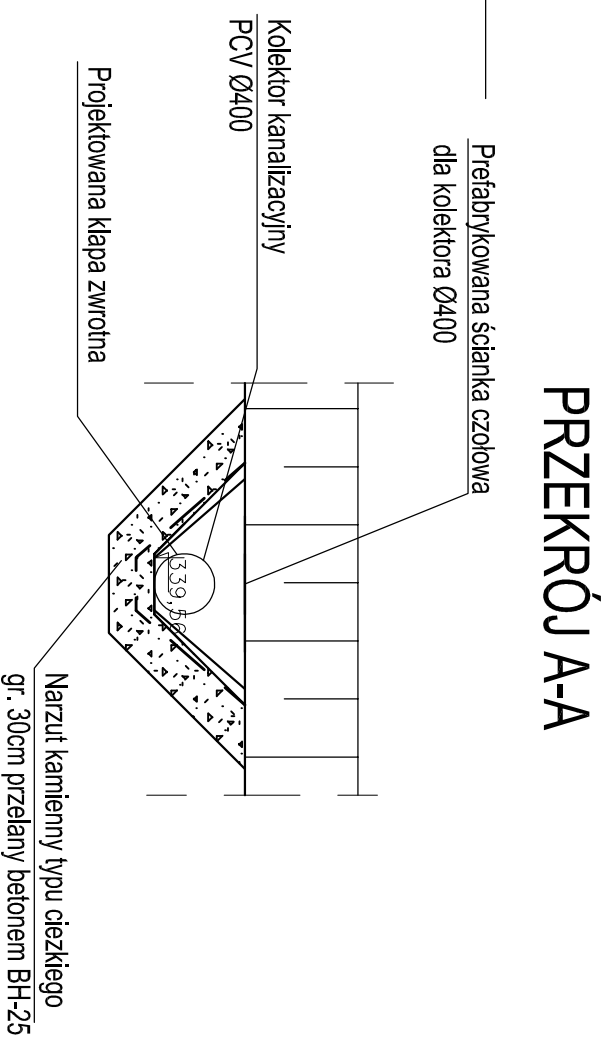 PRZEKRÓJ A-A
Prefabrykowana ścianka czołowa
dla kolektora Ø400
Kolektor kanalizacyjny
PCV Ø400
Projektowana klapa zwrotna
339,56
Narzut kamienny typu ciezkiego
gr. 30cm przelany betonem BH-25